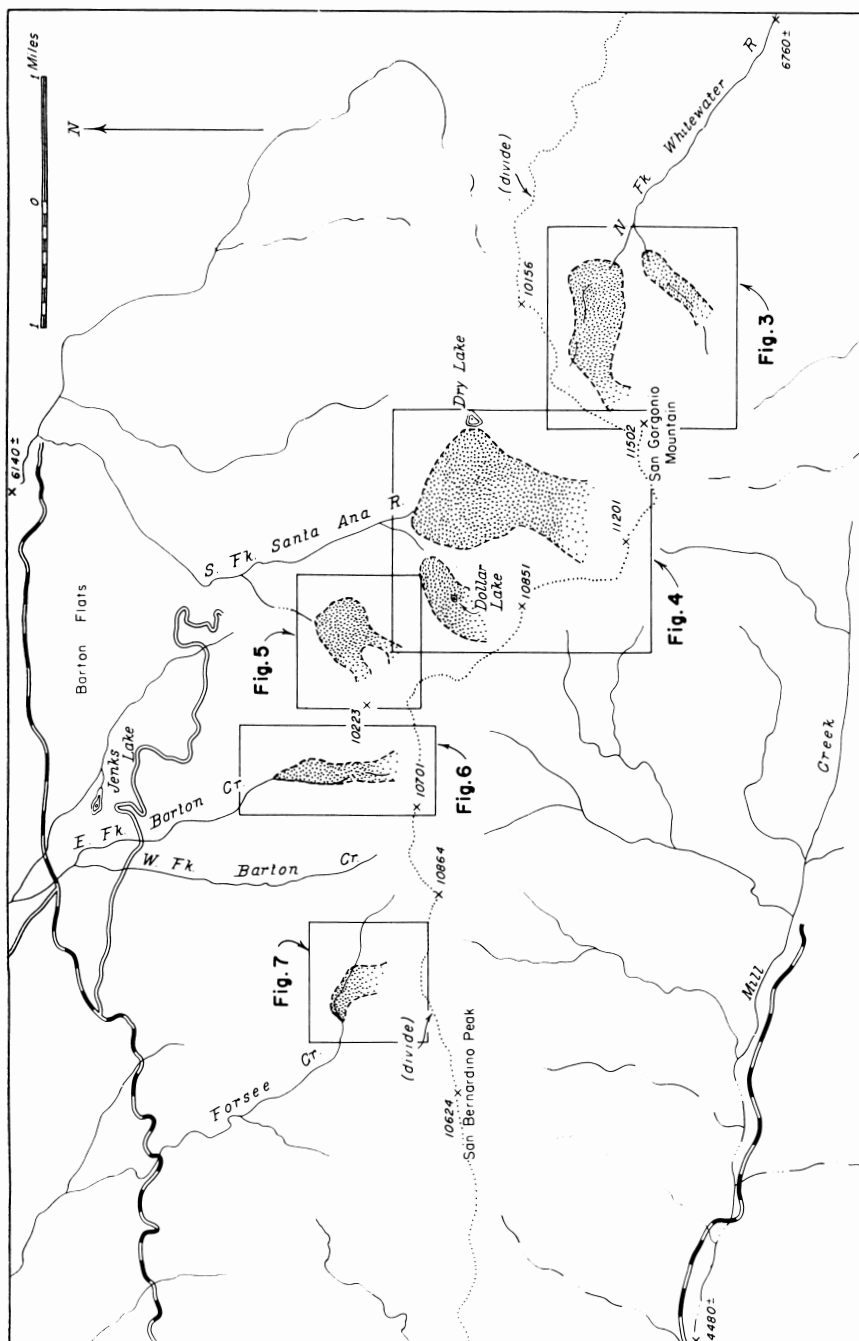 1 0 1 Miles
N
6140±
Barton Flats
Jenks
Lake
E. Fk. Barton Cr.
W. Fk Barton Cr.
S. Fk. Santa Ana R.
Forsee Cr.
Fig. 7
Fig. 6
Fig. 5
Fig. 4
Fig. 3
Dry Lake
Dollar
Lake
(divide)
10156
N Fk Whitewater R
6760±
11502
San Gorgonio
Mountain
11201
10851
10223
10701
10864
(divide)
10624
San Bernardino Peak
Mill Creek
4480±